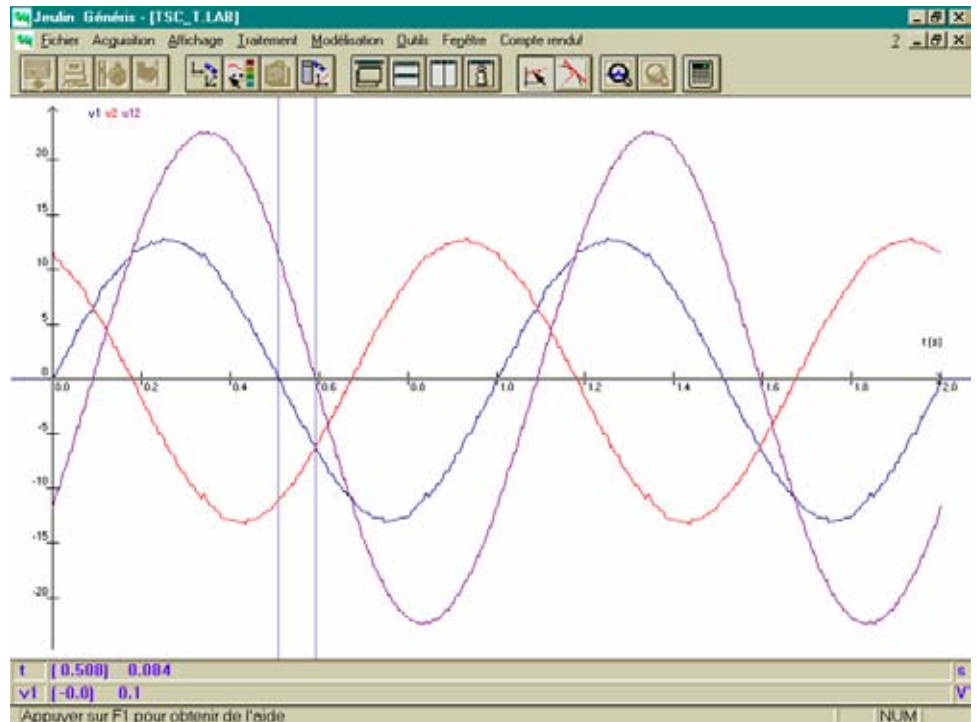 Jeulin Généris - [TSC_T.LAB]
Fichier Acquisition Affichage Traitement Modélisation Outils Fenêtre Compte rendu ?
v1 v2 u12
20
15
10
5
0
-5
-10
-15
-20
0.0 0.2 0.4 0.6 0.8 1.0 1.2 1.4 1.6 1.8 2.0
t(s)
t (0.508) 0.084 s
v1 (-0.0) 0.1 V
Appuyer sur F1 pour obtenir de l'aide NUM